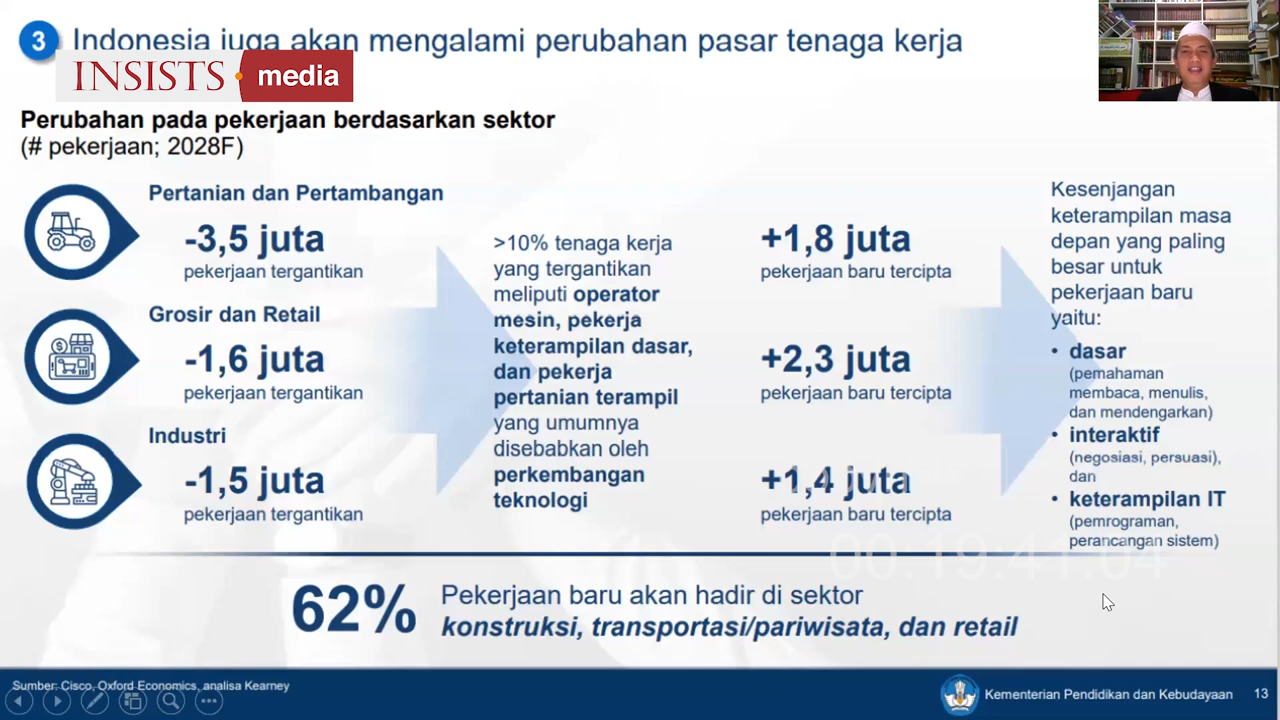 3 Indonesia juga akan mengalami perubahan pasar tenaga kerja
INSISTS media
Perubahan pada pekerjaan berdasarkan sektor
(# pekerjaan; 2028F)
Pertanian dan Pertambangan
-3,5 juta
pekerjaan tergantikan
Grosir dan Retail
-1,6 juta
pekerjaan tergantikan
Industri
-1,5 juta
pekerjaan tergantikan
>10% tenaga kerja
yang tergantikan
meliputi operator
mesin, pekerja
keterampilan dasar,
dan pekerja
pertanian terampil
yang umumnya
disebabkan oleh
perkembangan
teknologi
+1,8 juta
pekerjaan baru tercipta
+2,3 juta
pekerjaan baru tercipta
+1,4 juta
pekerjaan baru tercipta
Kesenjangan
keterampilan masa
depan yang paling
besar untuk
pekerjaan baru
yaitu:
• dasar
(pemahaman
membaca, menulis,
dan mendengarkan)
• interaktif
(negosiasi, persuasi),
dan
• keterampilan IT
(pemrograman,
perancangan sistem)
00:19:41:04
62%
Pekerjaan baru akan hadir di sektor
konstruksi, transportasi/pariwisata, dan retail
Sumber: Cisco, Oxford Economics, analisa Kearney
Kementerian Pendidikan dan Kebudayaan 13